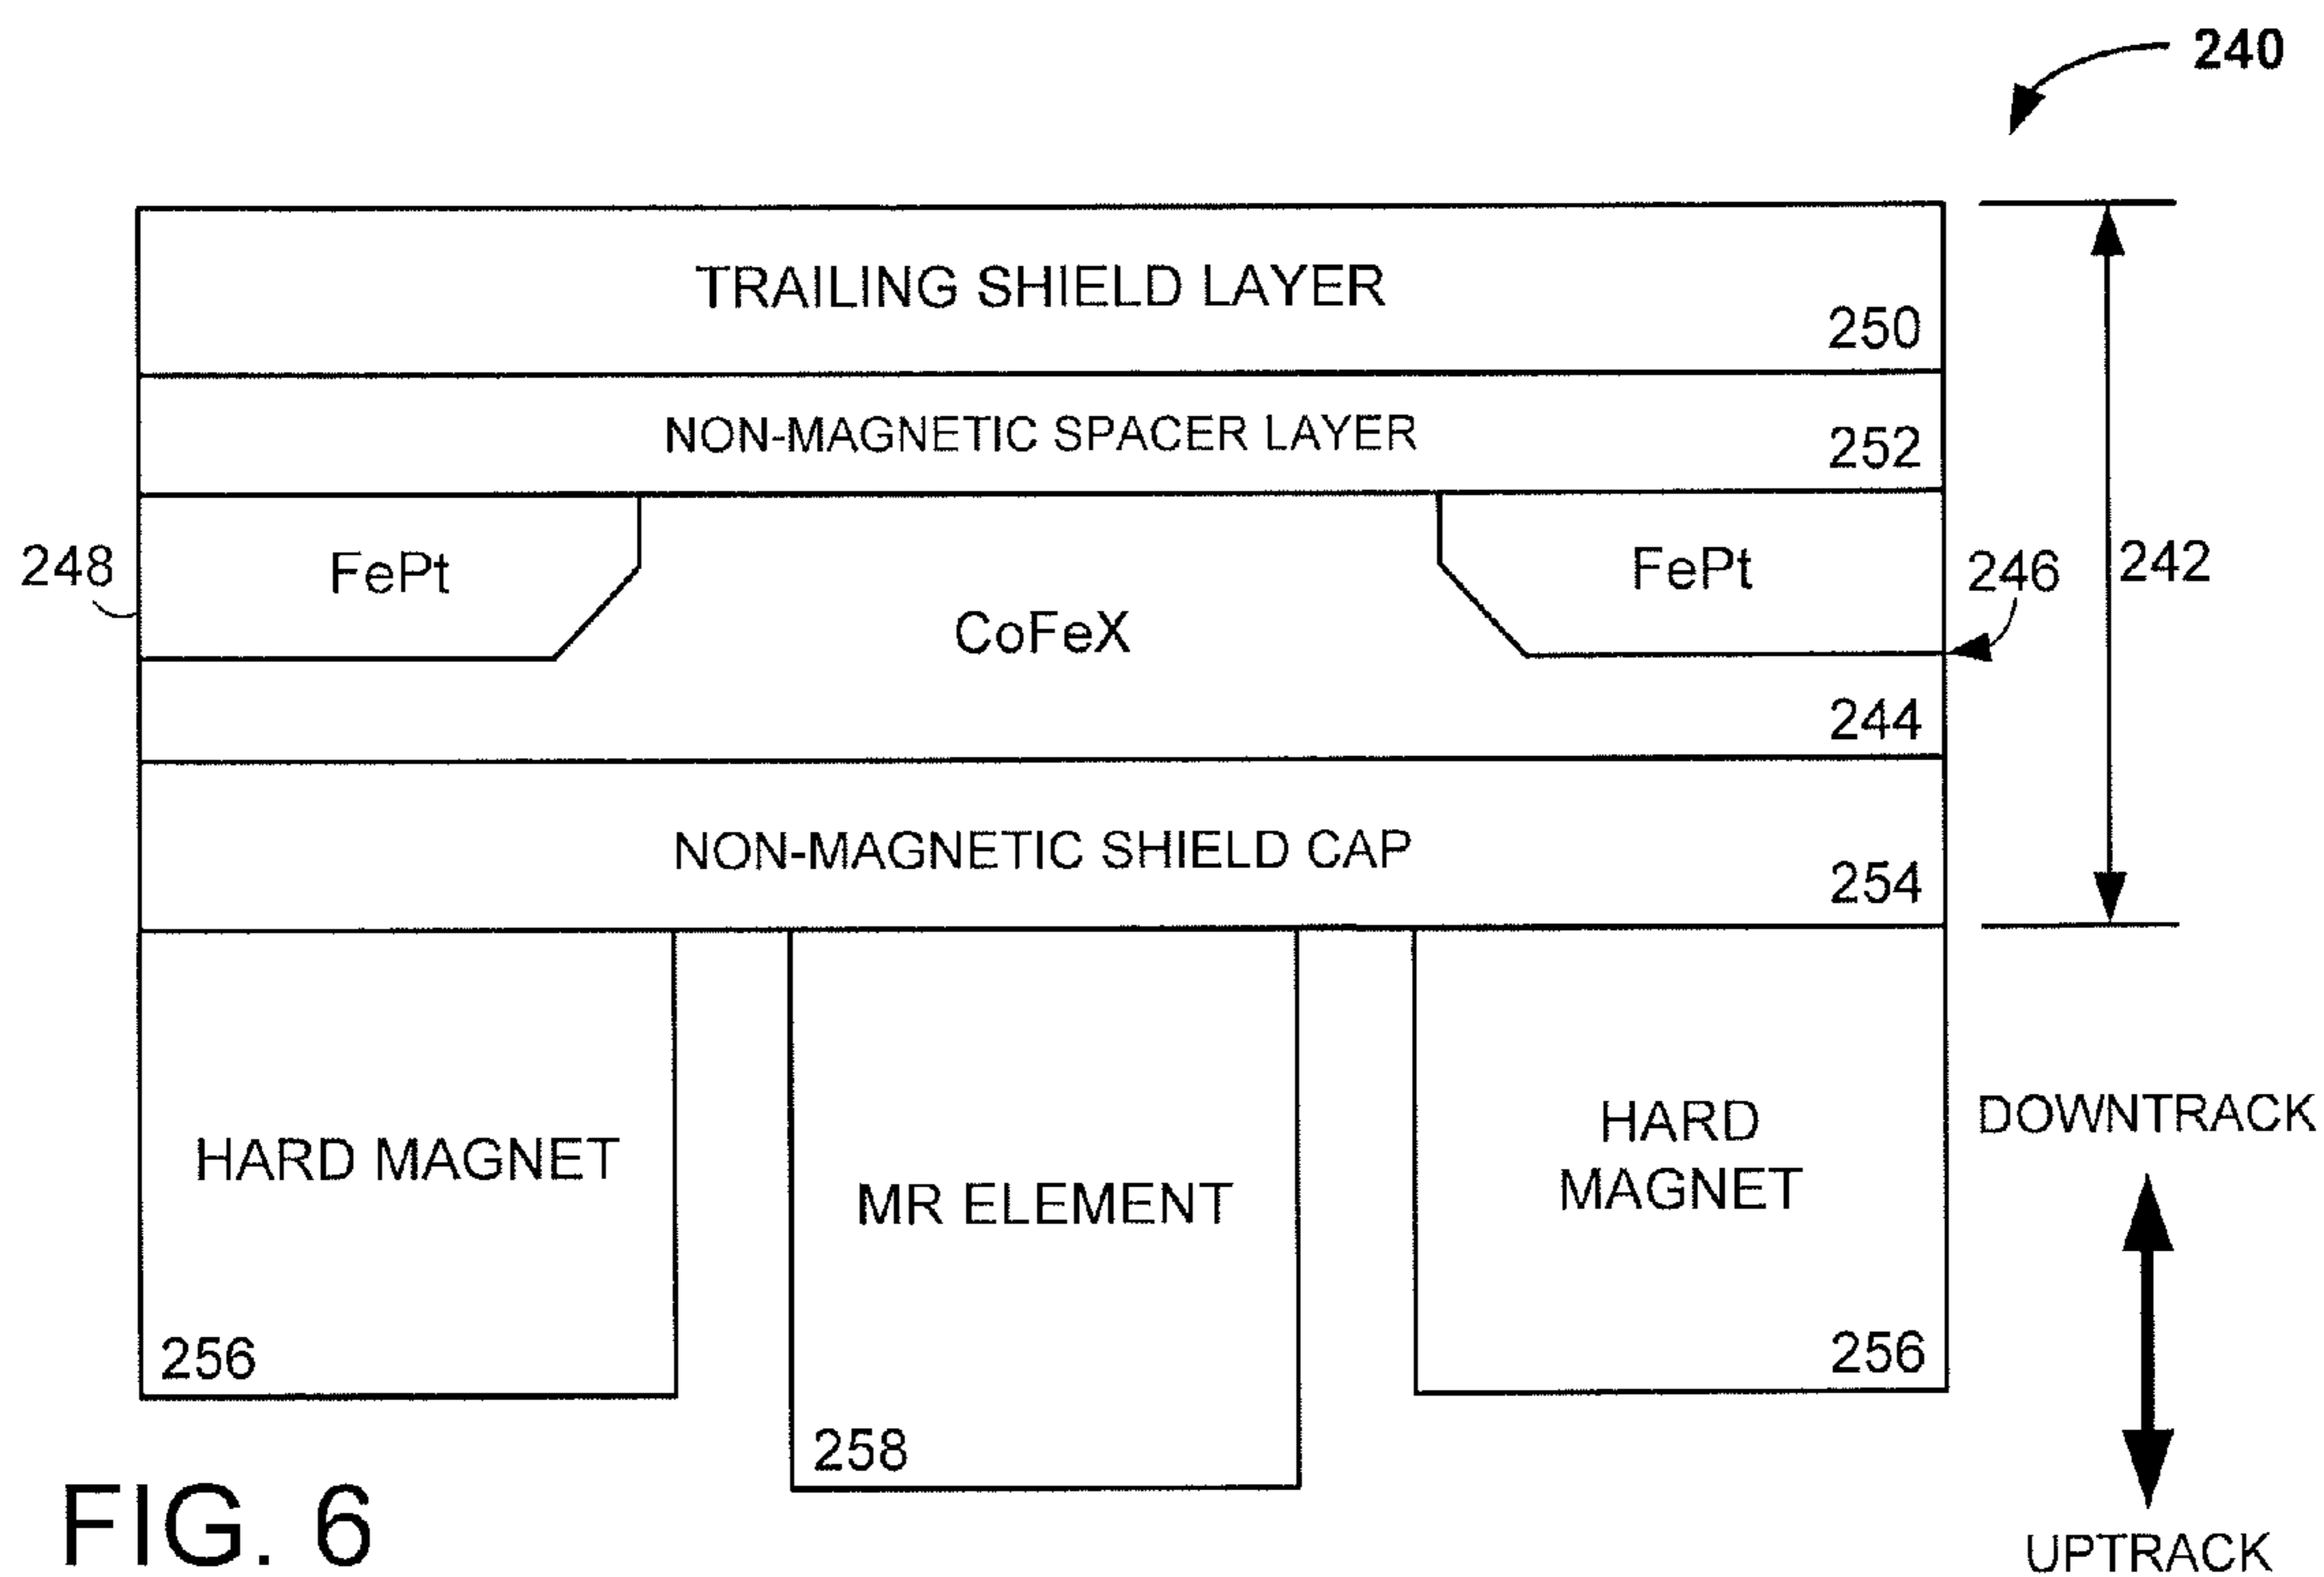 240
TRAILING SHIELD LAYER
250
NON-MAGNETIC SPACER LAYER
252
248
FePt
CoFeX
FePt
246
242
244
NON-MAGNETIC SHIELD CAP
254
HARD MAGNET
256
MR ELEMENT
258
HARD
MAGNET
256
DOWNTRACK
UPTRACK
FIG. 6